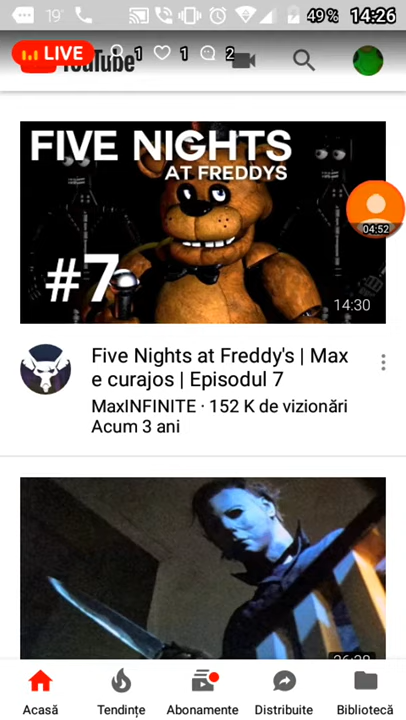 19°
49%
14:26
LIVE
1
1
2
YouTube
FIVE NIGHTS
AT FREDDYS
#7
04:52
14:30
Five Nights at Freddy's | Max
e curajos | Episodul 7
MaxINFINITE · 152 K de vizionări
Acum 3 ani
Acasă
Tendințe
Abonamente
Distribuite
Bibliotecă